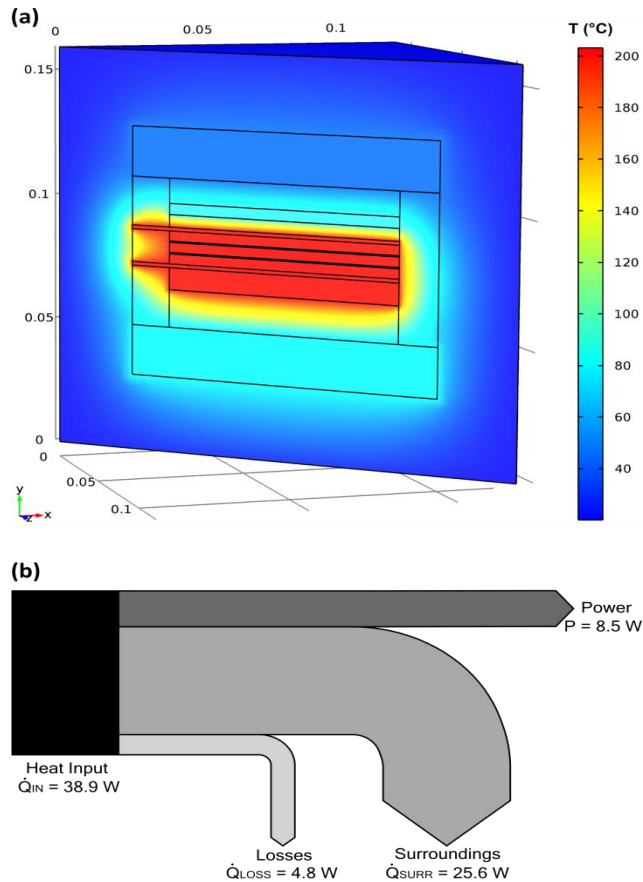 (a)
0
0.05
0.1
T (°C)
0.15
200
180
160
0.1
140
120
100
0.05
80
60
0
40
0
0.05
0.1
y
z x
(b)
Power
P = 8.5 W
Heat Input
Q̇IN = 38.9 W
Losses
Q̇LOSS = 4.8 W
Surroundings
Q̇SURR = 25.6 W